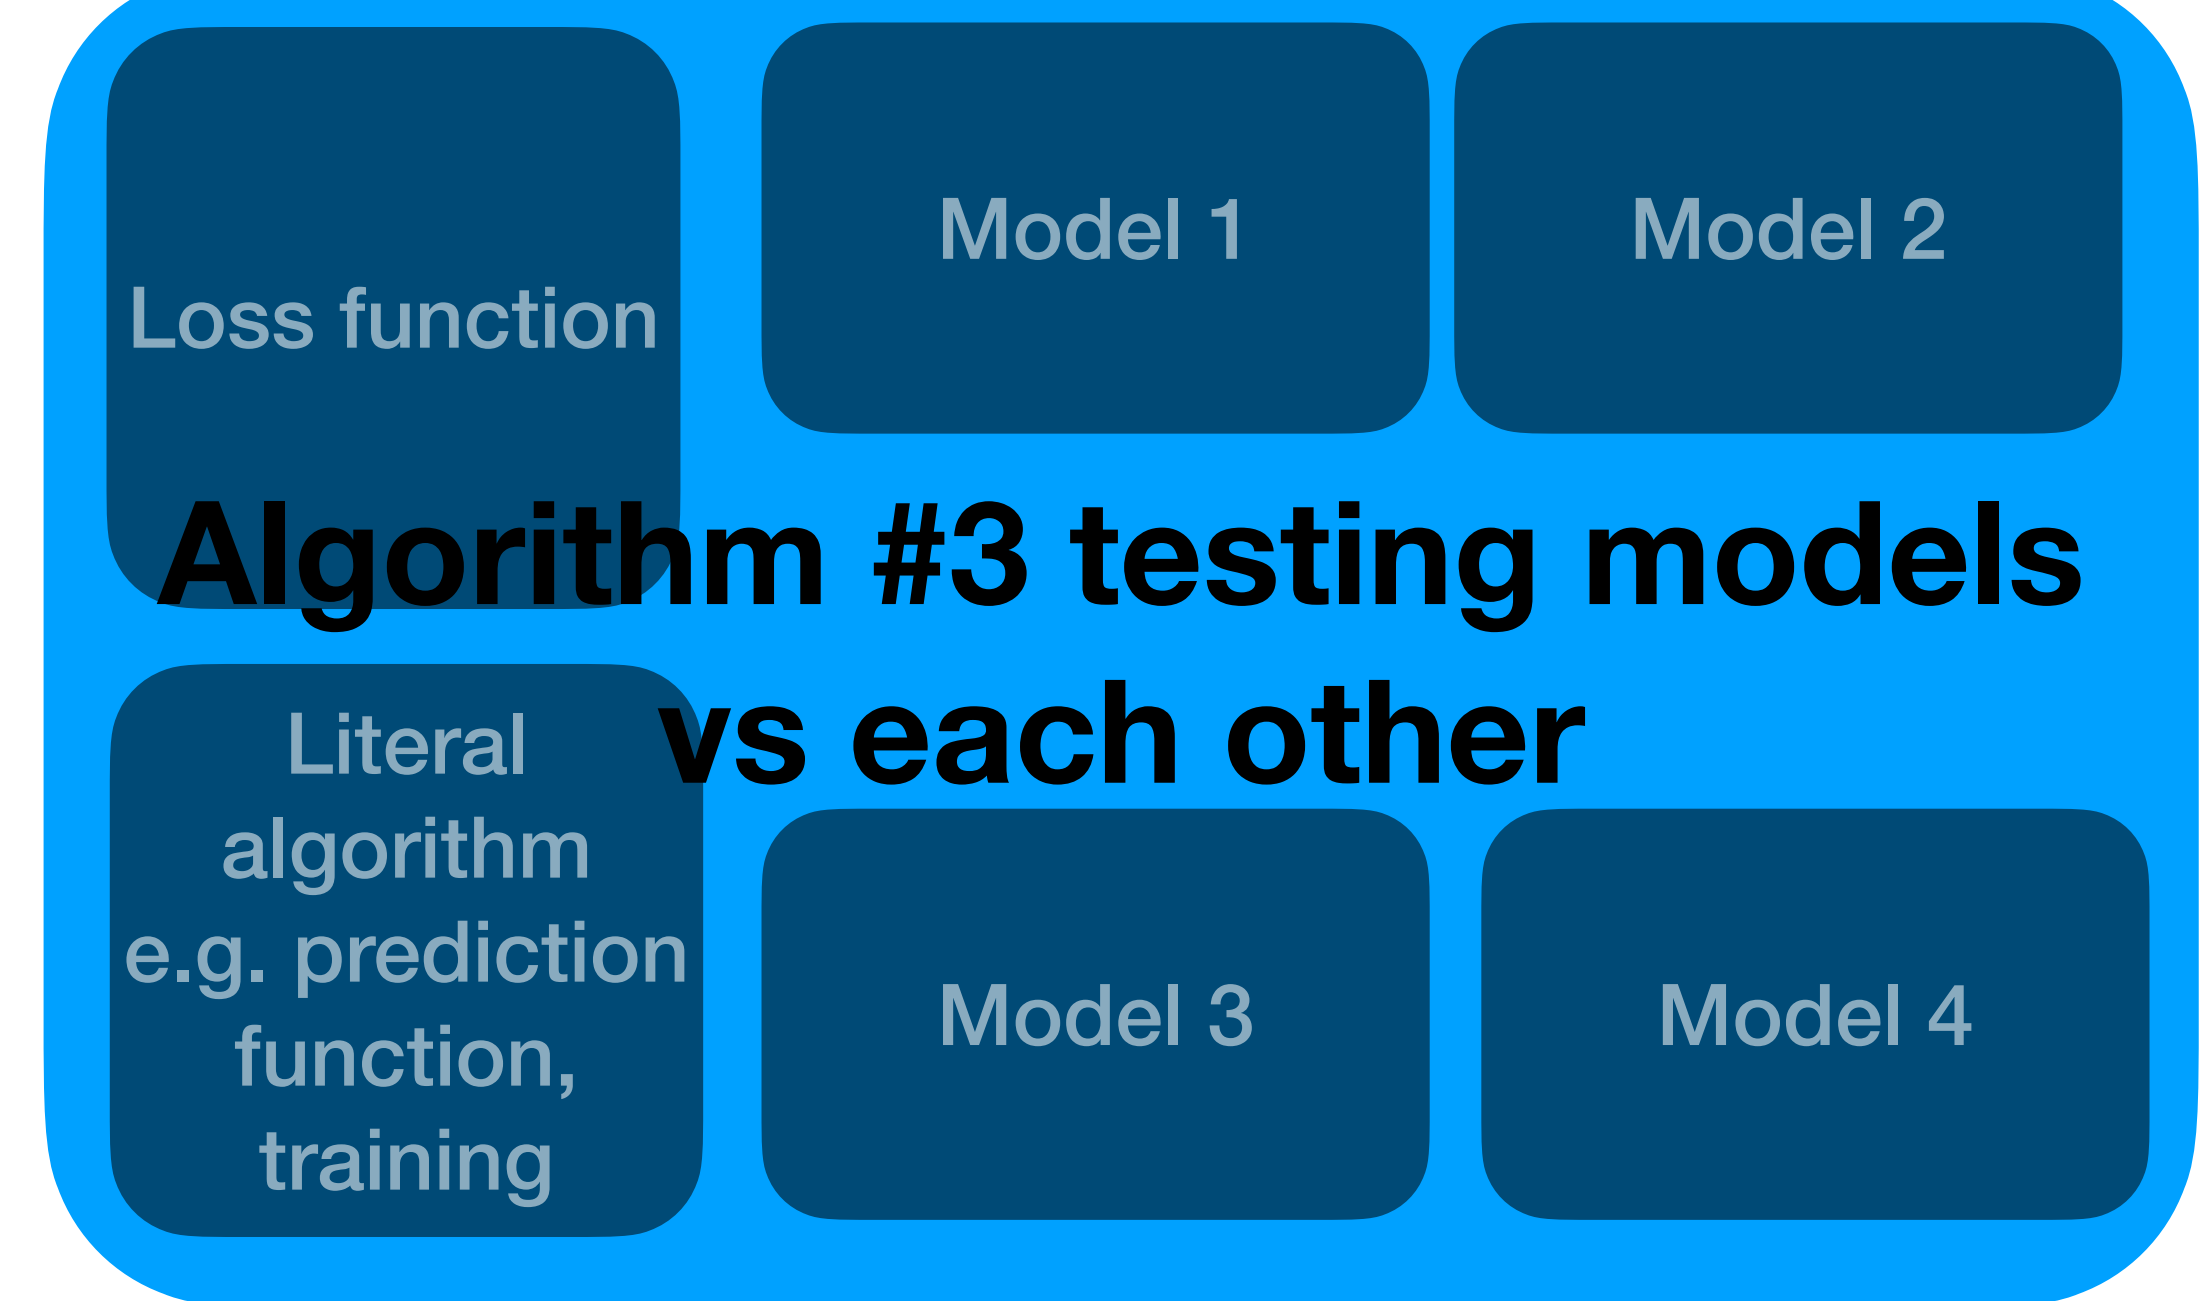 Loss function
Model 1
Model 2
Algorithm #3 testing models
vs each other
Literal
algorithm
e.g. prediction
function,
training
Model 3
Model 4